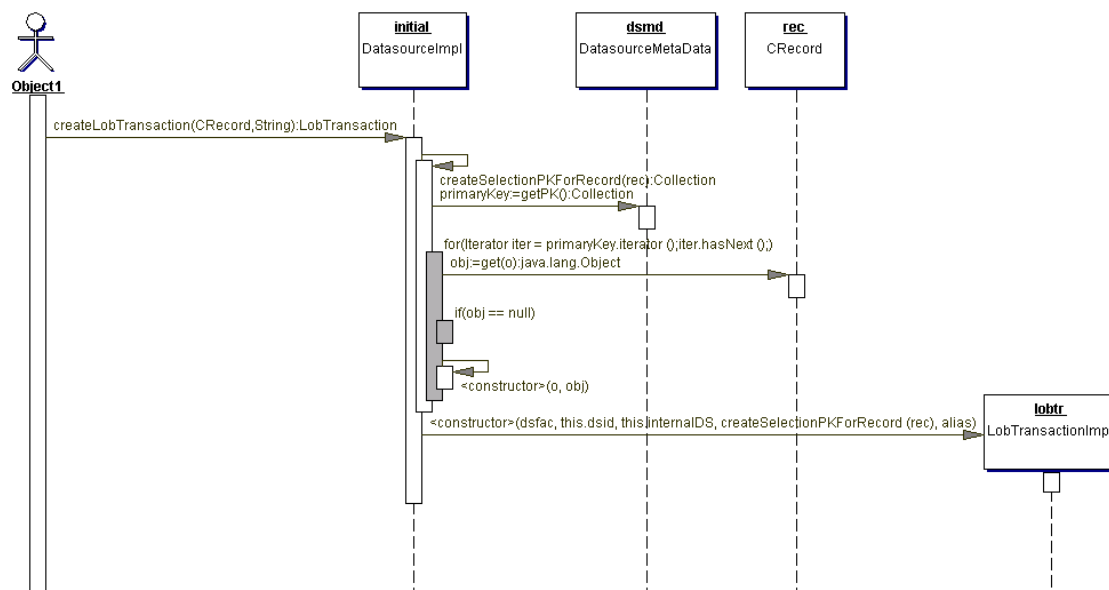 initial
DatasourceImpl
dsmd
DatasourceMetaData
rec
CRecord
Object1
createLobTransaction(CRecord,String):LobTransaction
createSelectionPKForRecord(rec):Collection
primaryKey:=getPK():Collection
for(Iterator iter = primaryKey.iterator ();iter.hasNext ();)
obj:=get(o):java.lang.Object
if(obj == null)
<constructor>(o, obj)
<constructor>(dsfac, this.dsid, this.internalDS, createSelectionPKForRecord (rec), alias)
lobtr
LobTransactionImp